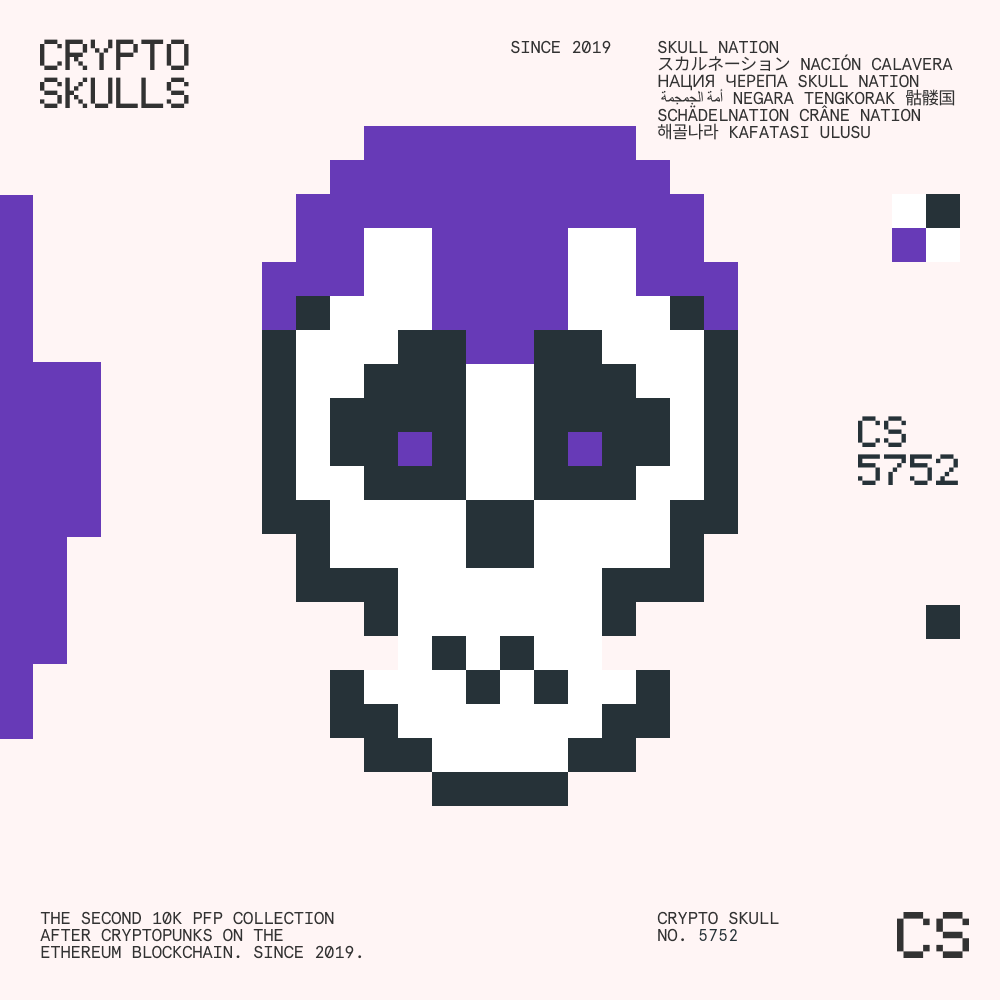 CRYPTO
SKULLS
SINCE 2019
SKULL NATION
スカルネーション NACIÓN CALAVERA
НАЦИЯ ЧЕРЕПА SKULL NATION
أمة الجمجمة NEGARA TENGKORAK 骷髅国
SCHÄDELNATION CRÂNE NATION
해골나라 KAFATASI ULUSU
CS
5752
THE SECOND 10K PFP COLLECTION
AFTER CRYPTOPUNKS ON THE
ETHEREUM BLOCKCHAIN. SINCE 2019.
CRYPTO SKULL
NO. 5752
CS